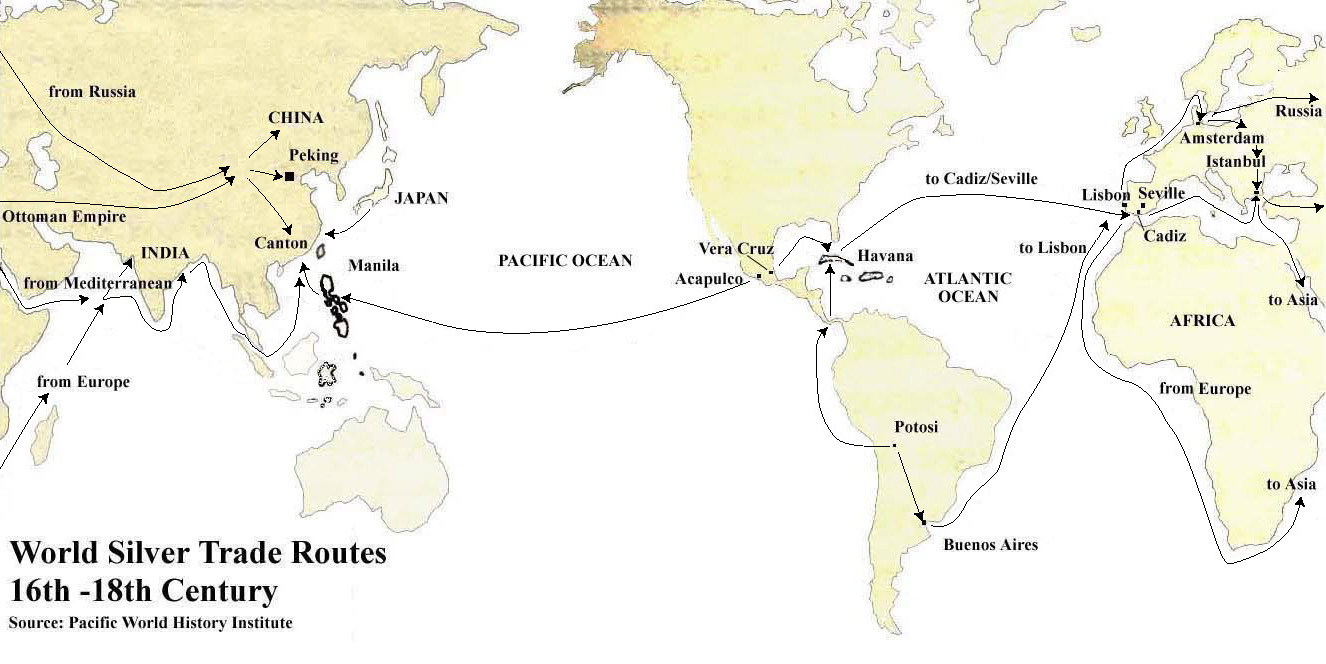 from Russia
CHINA
Peking
JAPAN
Ottoman Empire
INDIA
Canton
from Mediterranean
Manila
from Europe
PACIFIC OCEAN
Vera Cruz
Acapulco
Havana
to Cadiz/Seville
ATLANTIC
OCEAN
to Lisbon
Lisbon
Seville
Cadiz
Amsterdam
Istanbul
Russia
to Asia
AFRICA
from Europe
to Asia
Potosi
Buenos Aires
World Silver Trade Routes
16th -18th Century
Source: Pacific World History Institute